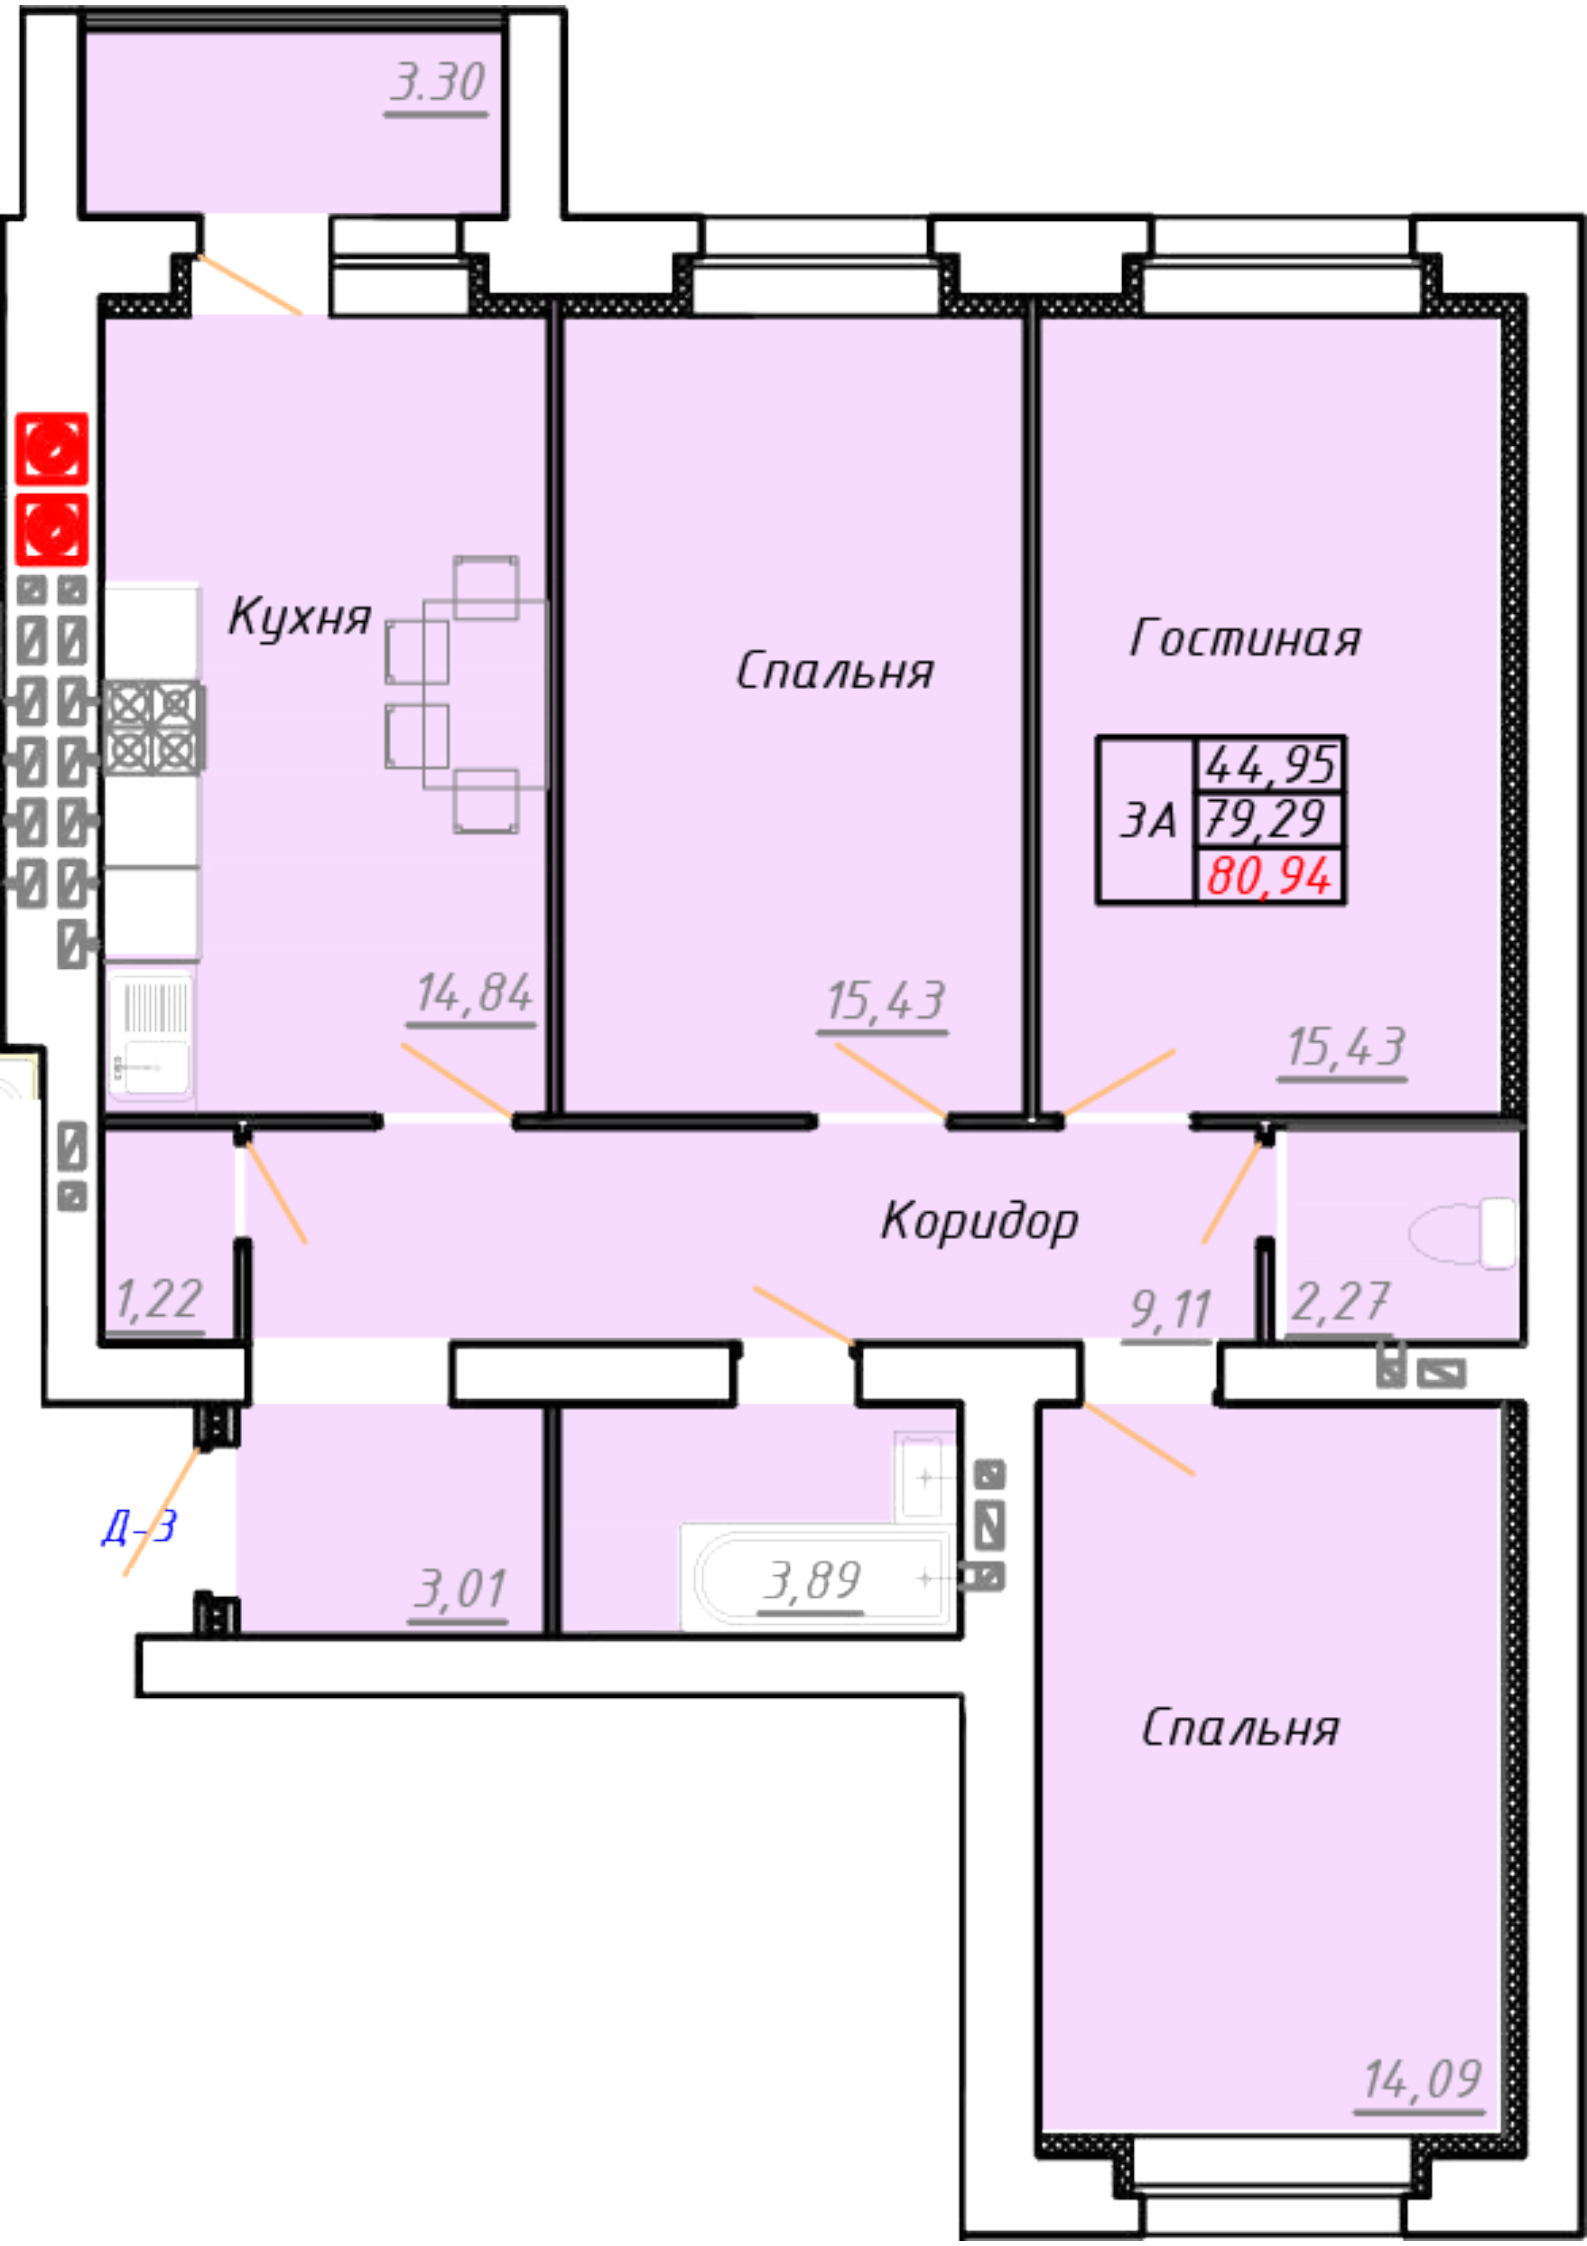 3.30
Кухня
Спальня
Гостиная
3А
44,95
79,29
80,94
14,84
15,43
15,43
Коридор
1,22
9,11
2,27
Д-3
3,01
3,89
Спальня
14,09